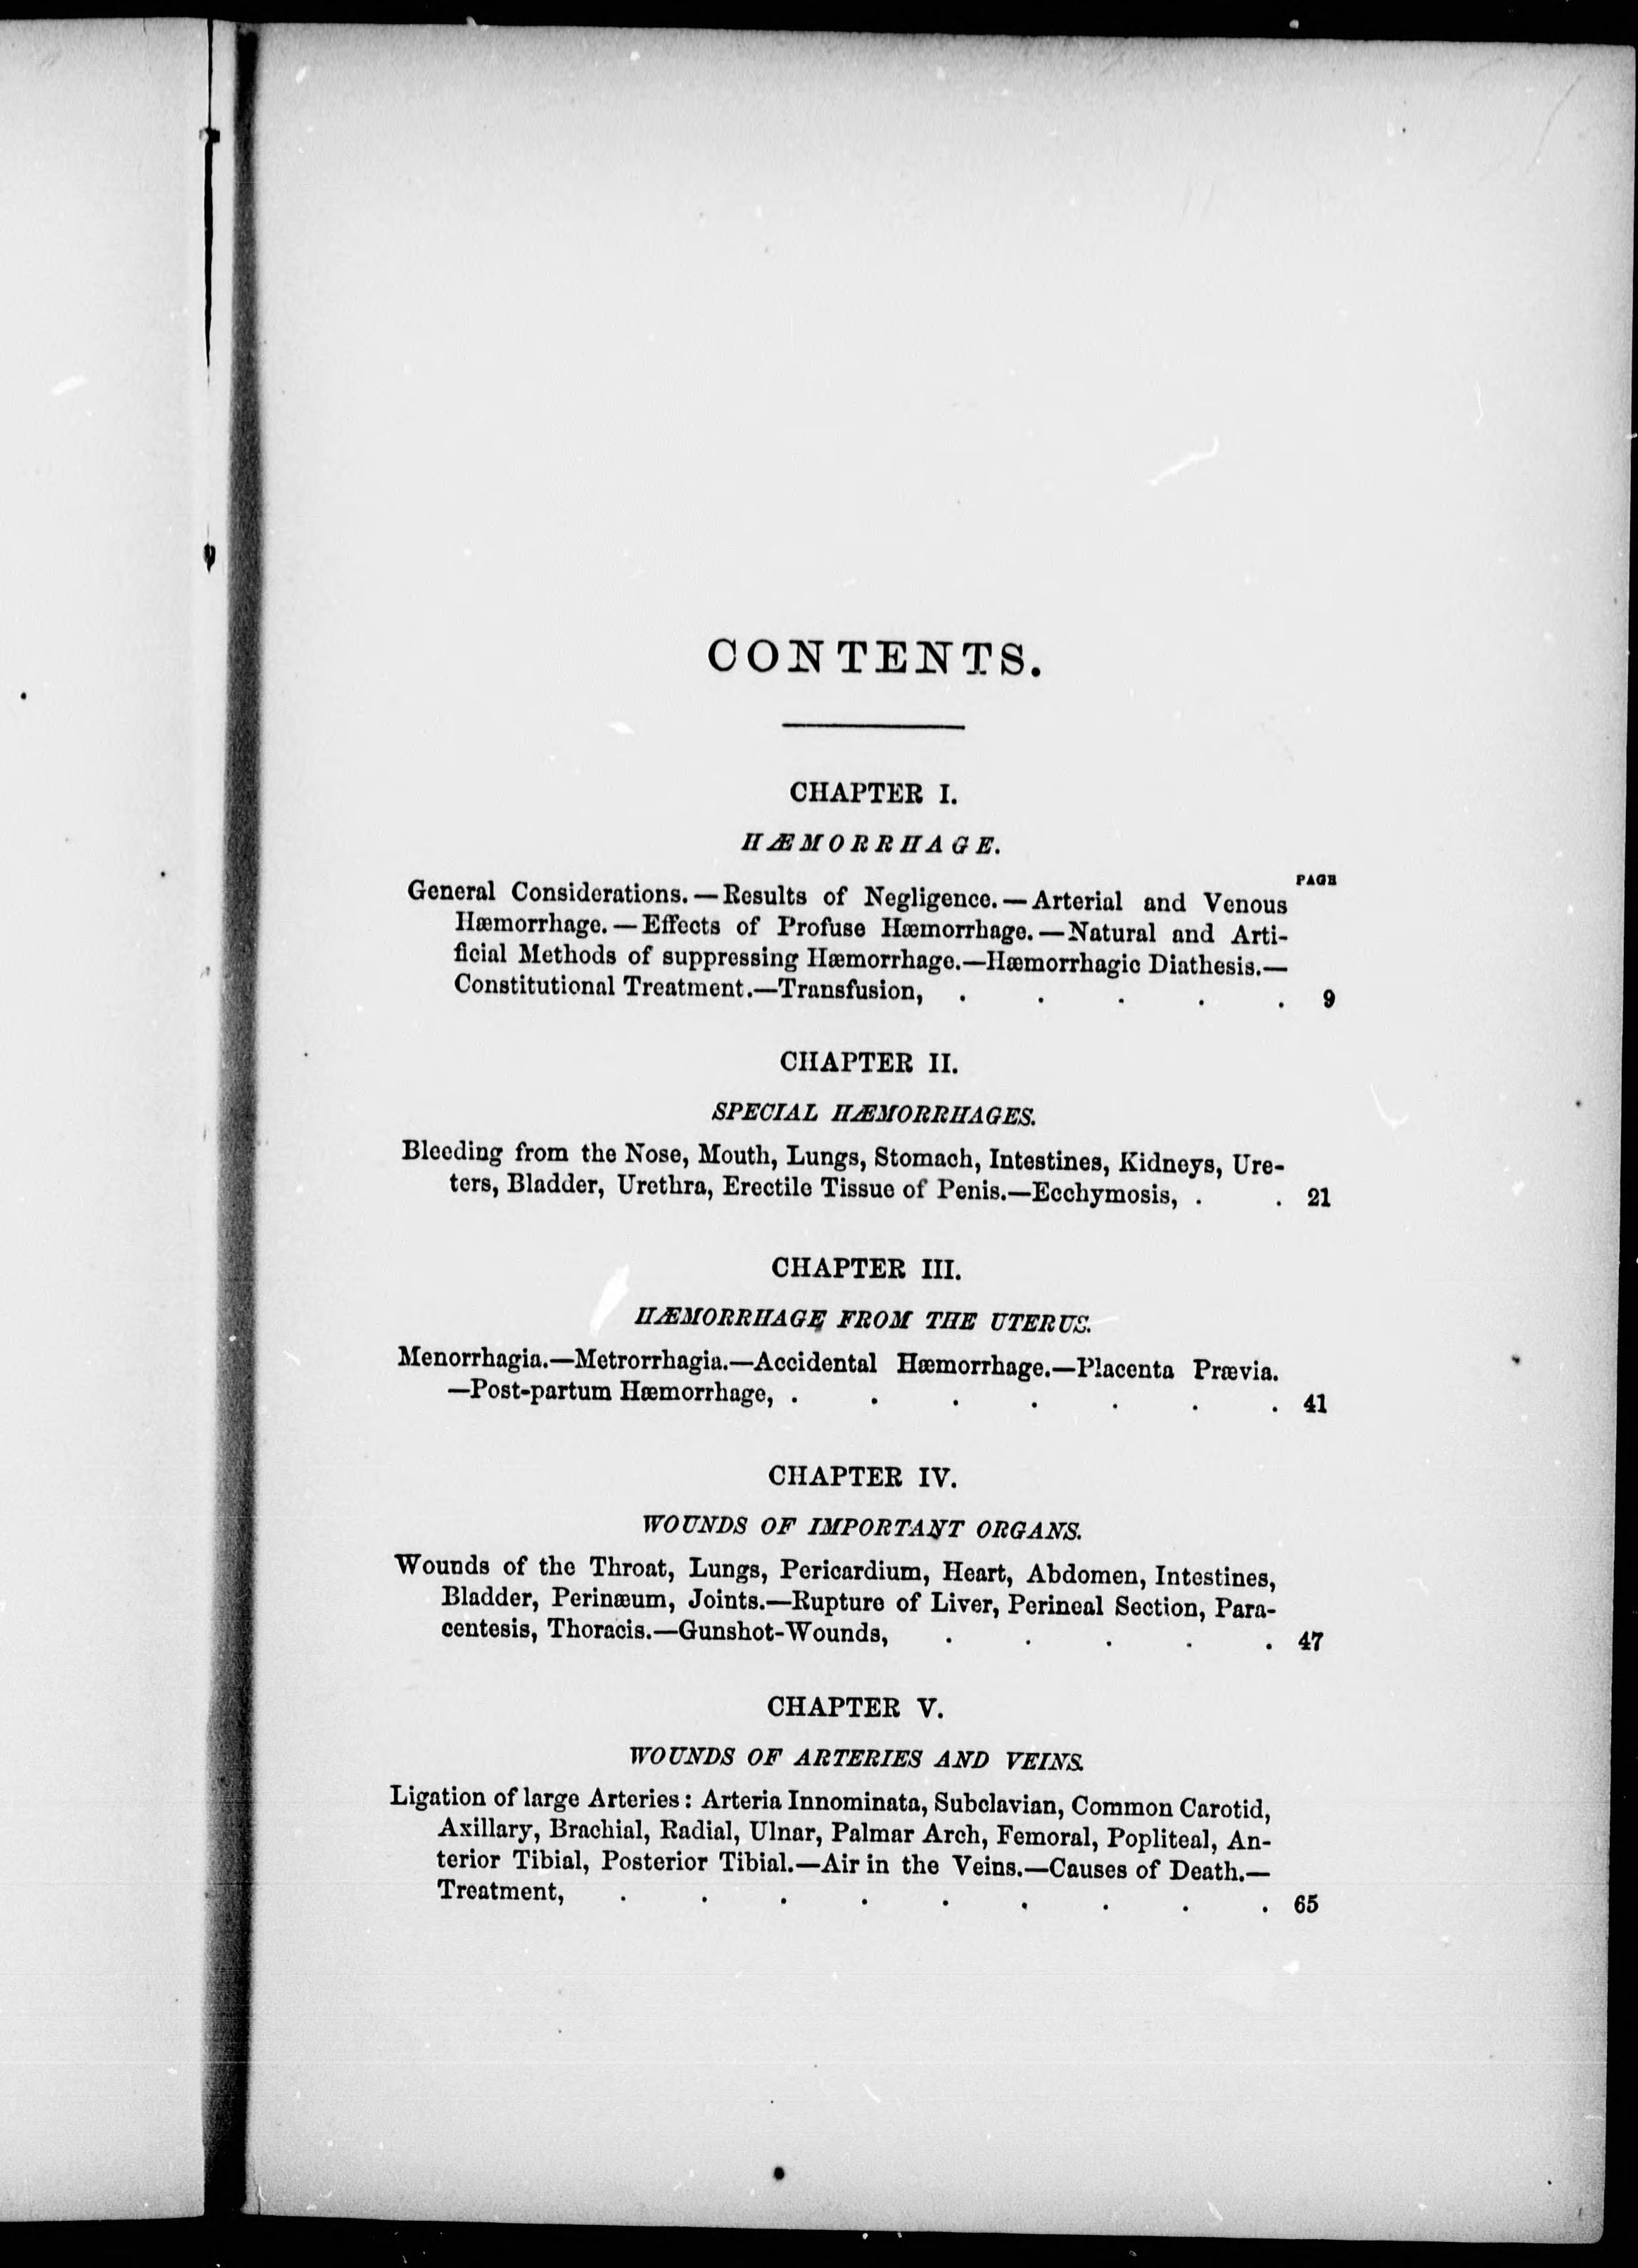 CONTENTS.
CHAPTER I.
HÆMORRHAGE.
PAGE
General Considerations.—Results of Negligence.—Arterial and Venous
Hæmorrhage.—Effects of Profuse Hæmorrhage.—Natural and Arti-
ficial Methods of suppressing Hæmorrhage.—Hæmorrhagic Diathesis.—
Constitutional Treatment.—Transfusion, . . . . . 9
CHAPTER II.
SPECIAL HÆMORRHAGES.
Bleeding from the Nose, Mouth, Lungs, Stomach, Intestines, Kidneys, Ure-
ters, Bladder, Urethra, Erectile Tissue of Penis.—Ecchymosis, . . 21
CHAPTER III.
HÆMORRHAGE FROM THE UTERUS.
Menorrhagia.—Metrorrhagia.—Accidental Hæmorrhage.—Placenta Prævia.
—Post-partum Hæmorrhage, . . . . . . . 41
CHAPTER IV.
WOUNDS OF IMPORTANT ORGANS.
Wounds of the Throat, Lungs, Pericardium, Heart, Abdomen, Intestines,
Bladder, Perinæum, Joints.—Rupture of Liver, Perineal Section, Para-
centesis, Thoracis.—Gunshot-Wounds, . . . . . 47
CHAPTER V.
WOUNDS OF ARTERIES AND VEINS.
Ligation of large Arteries: Arteria Innominata, Subclavian, Common Carotid,
Axillary, Brachial, Radial, Ulnar, Palmar Arch, Femoral, Popliteal, An-
terior Tibial, Posterior Tibial.—Air in the Veins.—Causes of Death.—
Treatment, . . . . . . . . . 65